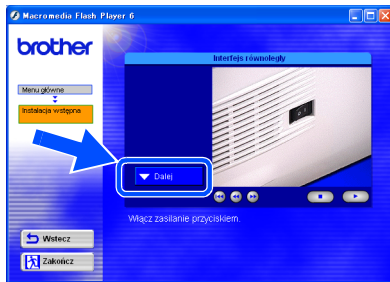 Macromedia Flash Player 6
brother
Interfejs równoległy
Menu główne
Instalacja wstępna
Dalej
Włącz zasilanie przyciskiem.
Wstecz
Zakończ